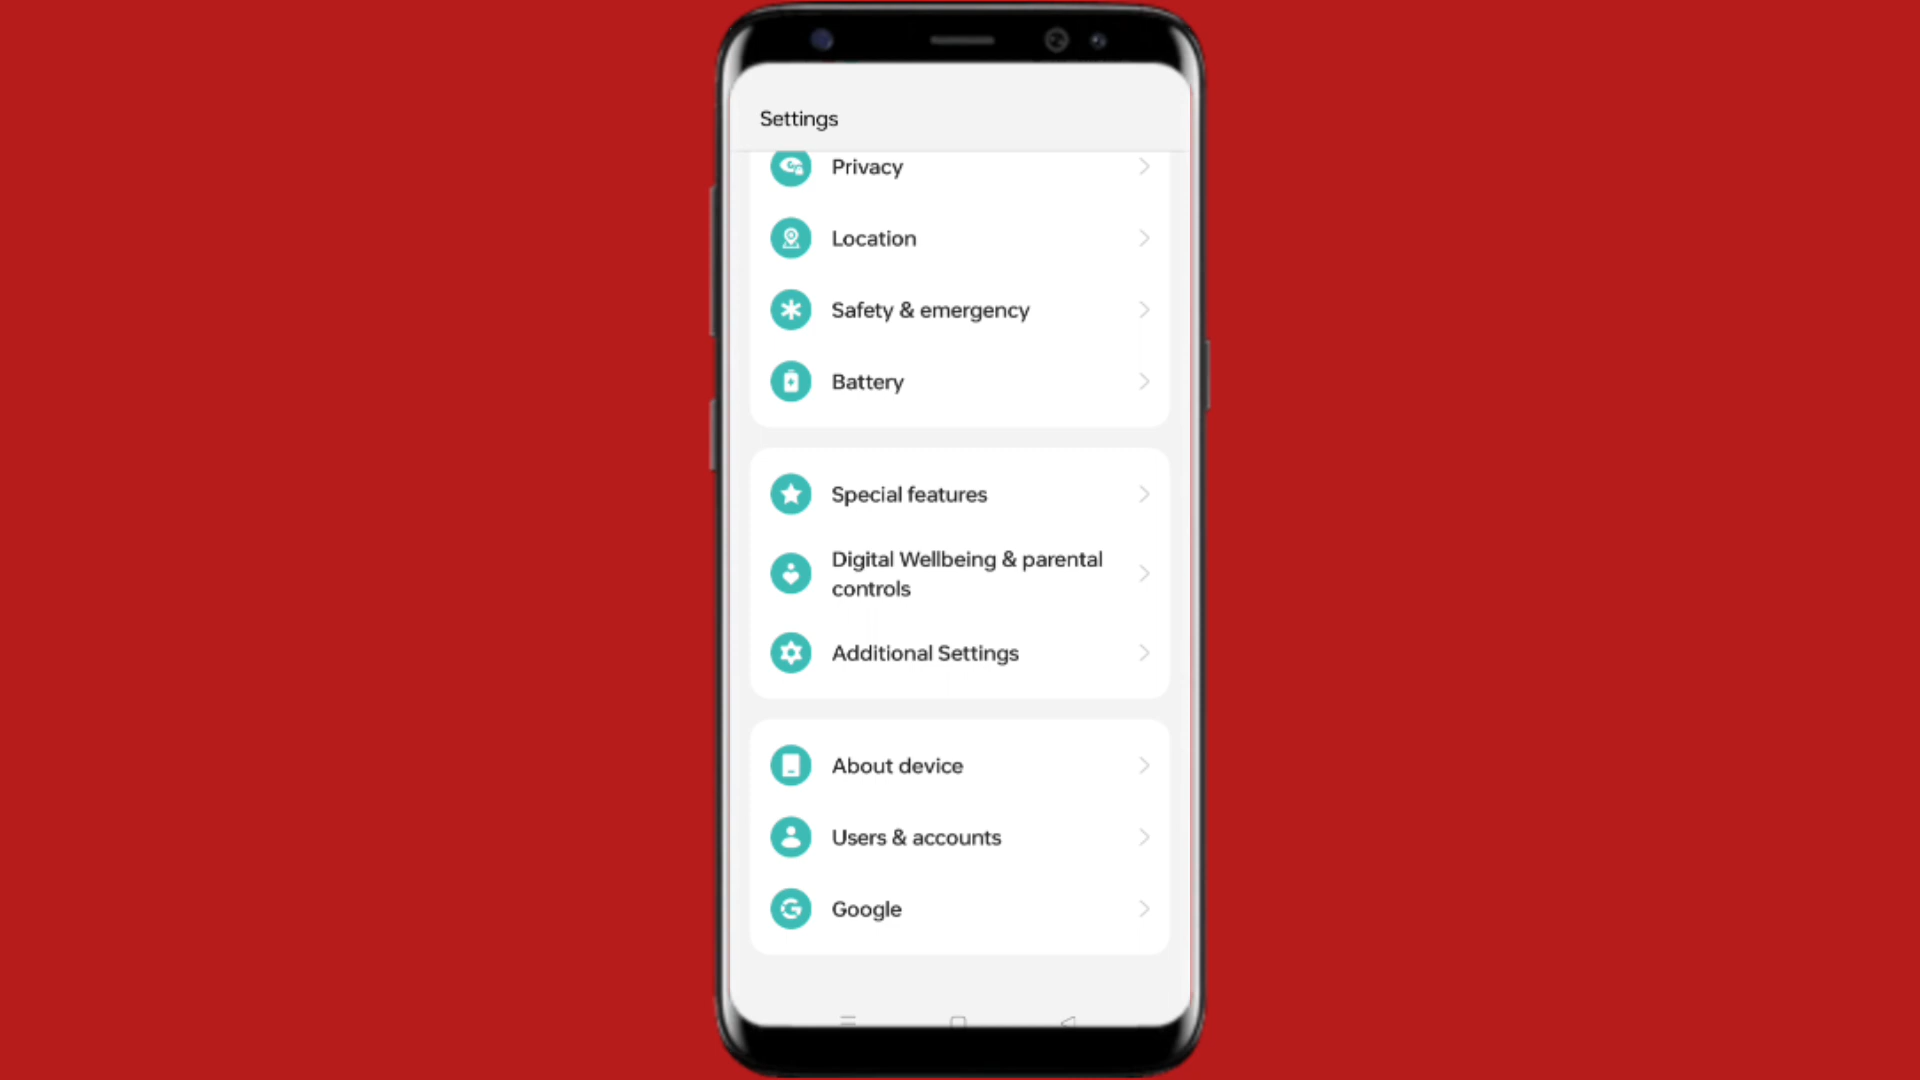 Settings
Privacy
Location
Safety & emergency
Battery
Special features
Digital Wellbeing & parental
controls
Additional Settings
About device
Users & accounts
Google